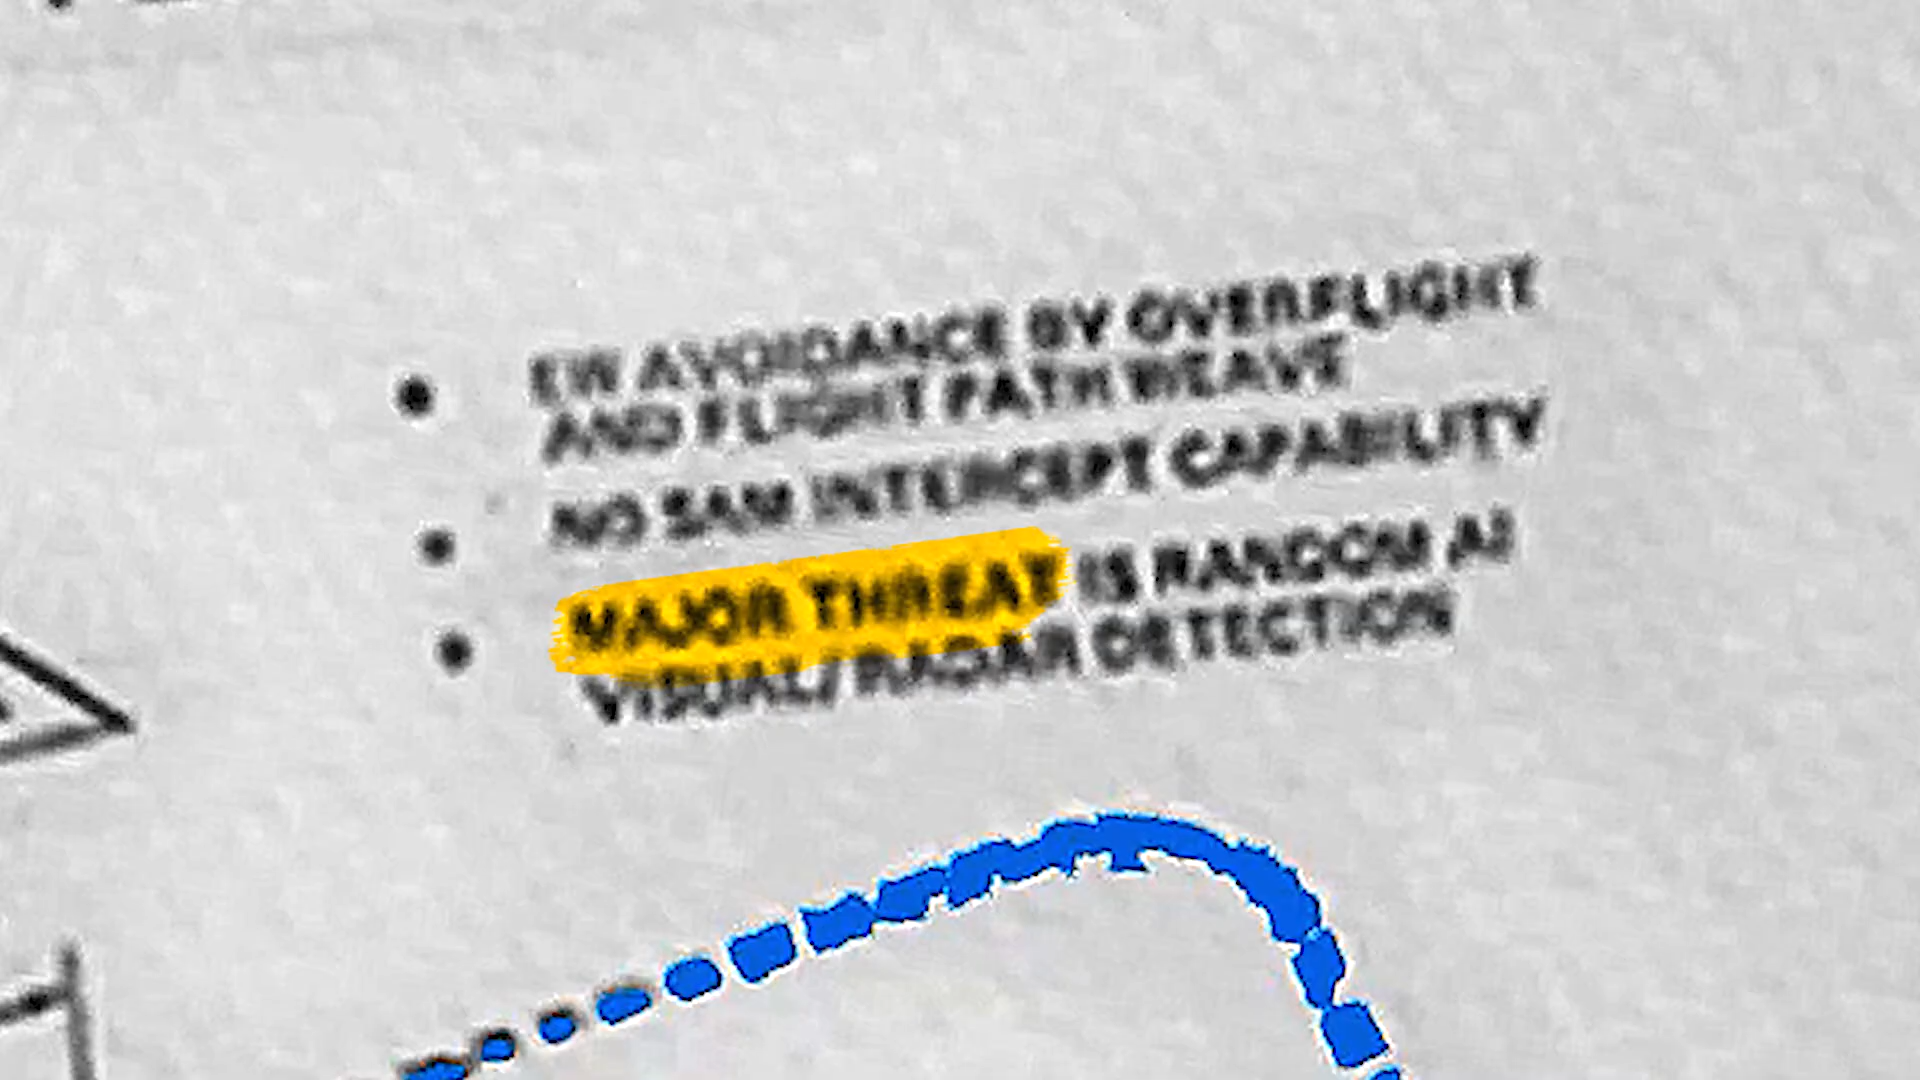 EW AVOIDANCE BY OVERFLIGHT
AND FLIGHT PATH WEAVE
NO SAM INTERCEPT CAPABILITY
MAJOR THREAT IS RANDOM AI
VISUAL/RADAR DETECTION